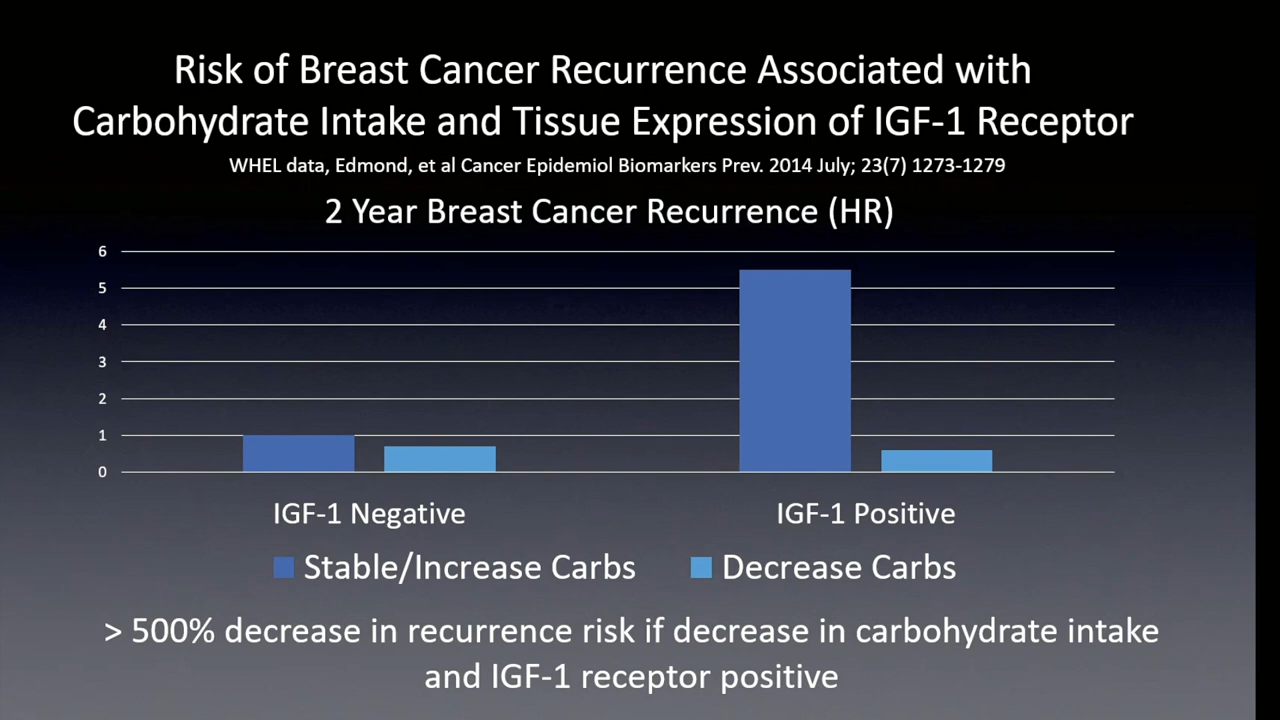 Risk of Breast Cancer Recurrence Associated with
Carbohydrate Intake and Tissue Expression of IGF-1 Receptor
WHEL data, Edmond, et al Cancer Epidemiol Biomarkers Prev. 2014 July; 23(7) 1273-1279
2 Year Breast Cancer Recurrence (HR)
6
5
4
3
2
1
0
IGF-1 Negative
IGF-1 Positive
Stable/Increase Carbs
Decrease Carbs
> 500% decrease in recurrence risk if decrease in carbohydrate intake
and IGF-1 receptor positive